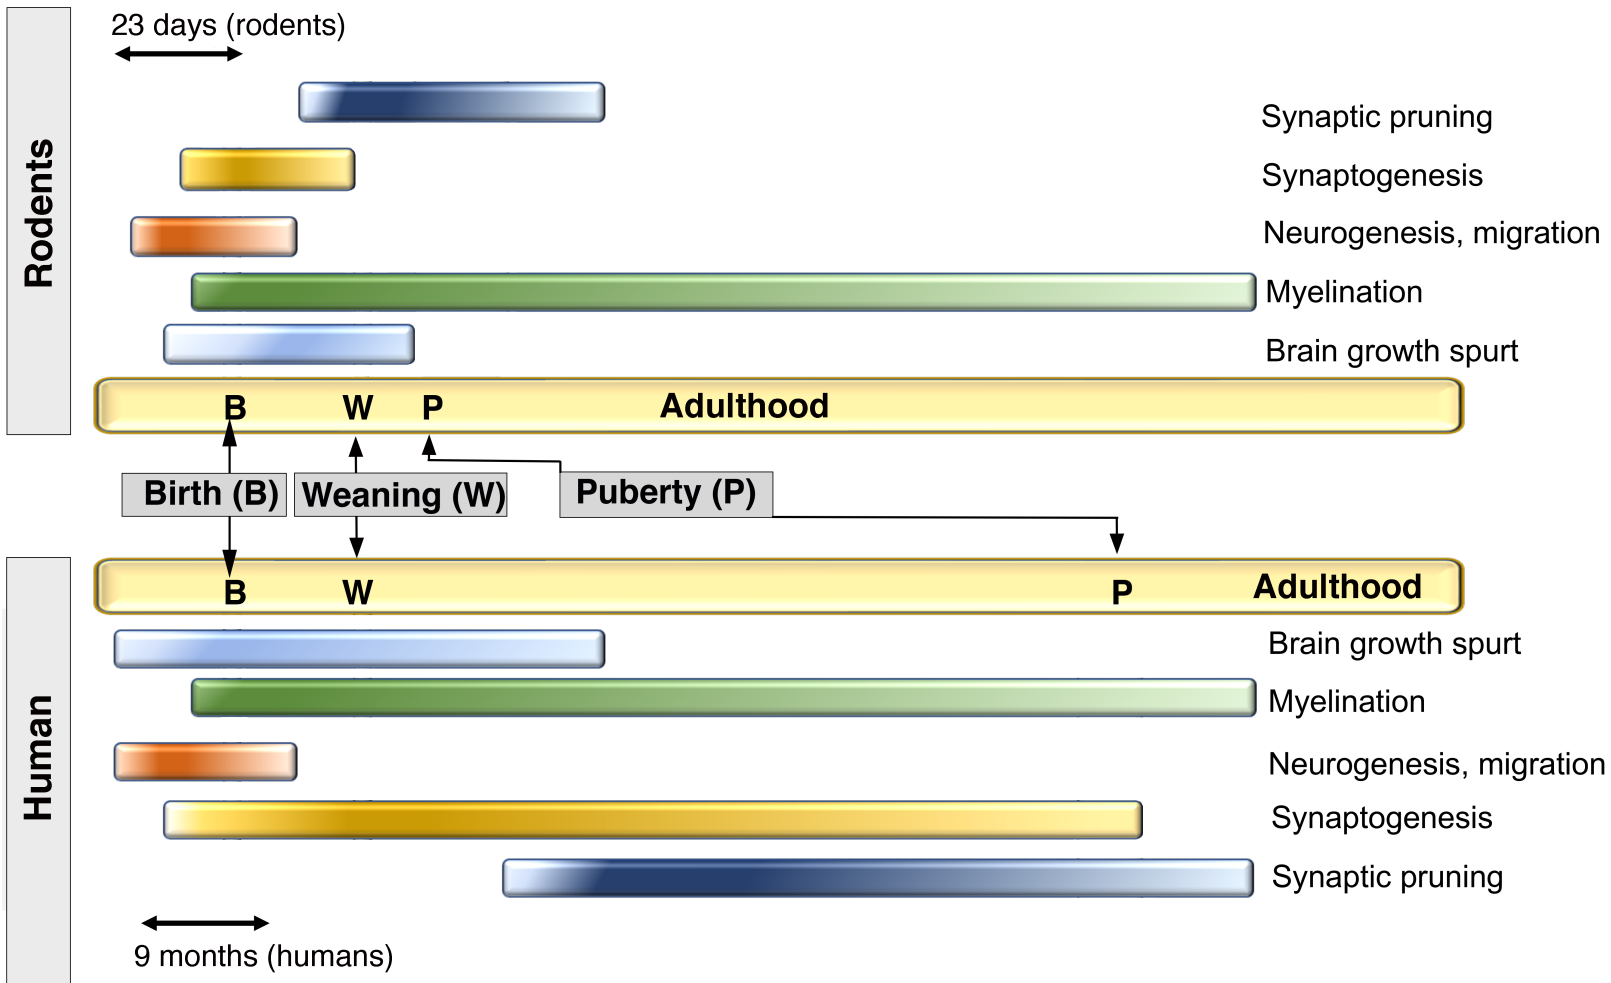 Rodents
23 days (rodents)
Synaptic pruning
Synaptogenesis
Neurogenesis, migration
Myelination
Brain growth spurt
B W P Adulthood
Birth (B) Weaning (W) Puberty (P)
Human
B W P Adulthood
Brain growth spurt
Myelination
Neurogenesis, migration
Synaptogenesis
Synaptic pruning
9 months (humans)